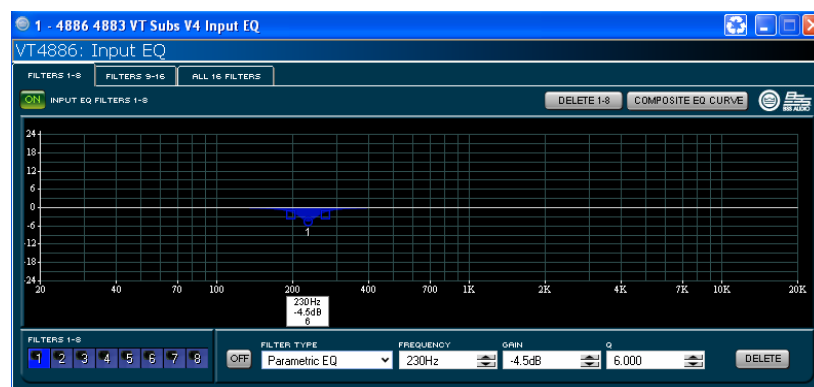 1 - 4886 4883 VT Subs V4 Input EQ
VT4886: Input EQ
FILTERS 1-8 FILTERS 9-16 ALL 16 FILTERS
ON INPUT EQ FILTERS 1-8 DELETE 1-8 COMPOSITE EQ CURVE BSS AUDIO
24
18
12
6
0
-6
-12
-18
-24
1
20 40 70 100 200 400 700 1K 2K 4K 7K 10K 20K
230Hz
-4.5dB
6
FILTERS 1-8
1 2 3 4 5 6 7 8
OFF
FILTER TYPE FREQUENCY GAIN Q
Parametric EQ 230Hz -4.5dB 6.000 DELETE